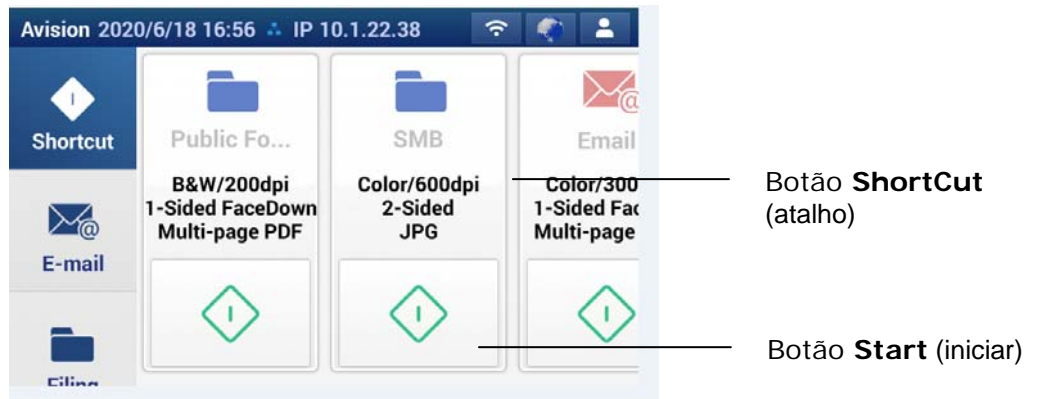 Avision 2020/6/18 16:56 IP 10.1.22.38
Shortcut
E-mail
Filing
Public Fo...
B&W/200dpi
1-Sided FaceDown
Multi-page PDF
SMB
Color/600dpi
2-Sided
JPG
Email
Color/300
1-Sided Fac
Multi-page
Botão ShortCut
(atalho)
Botão Start (iniciar)